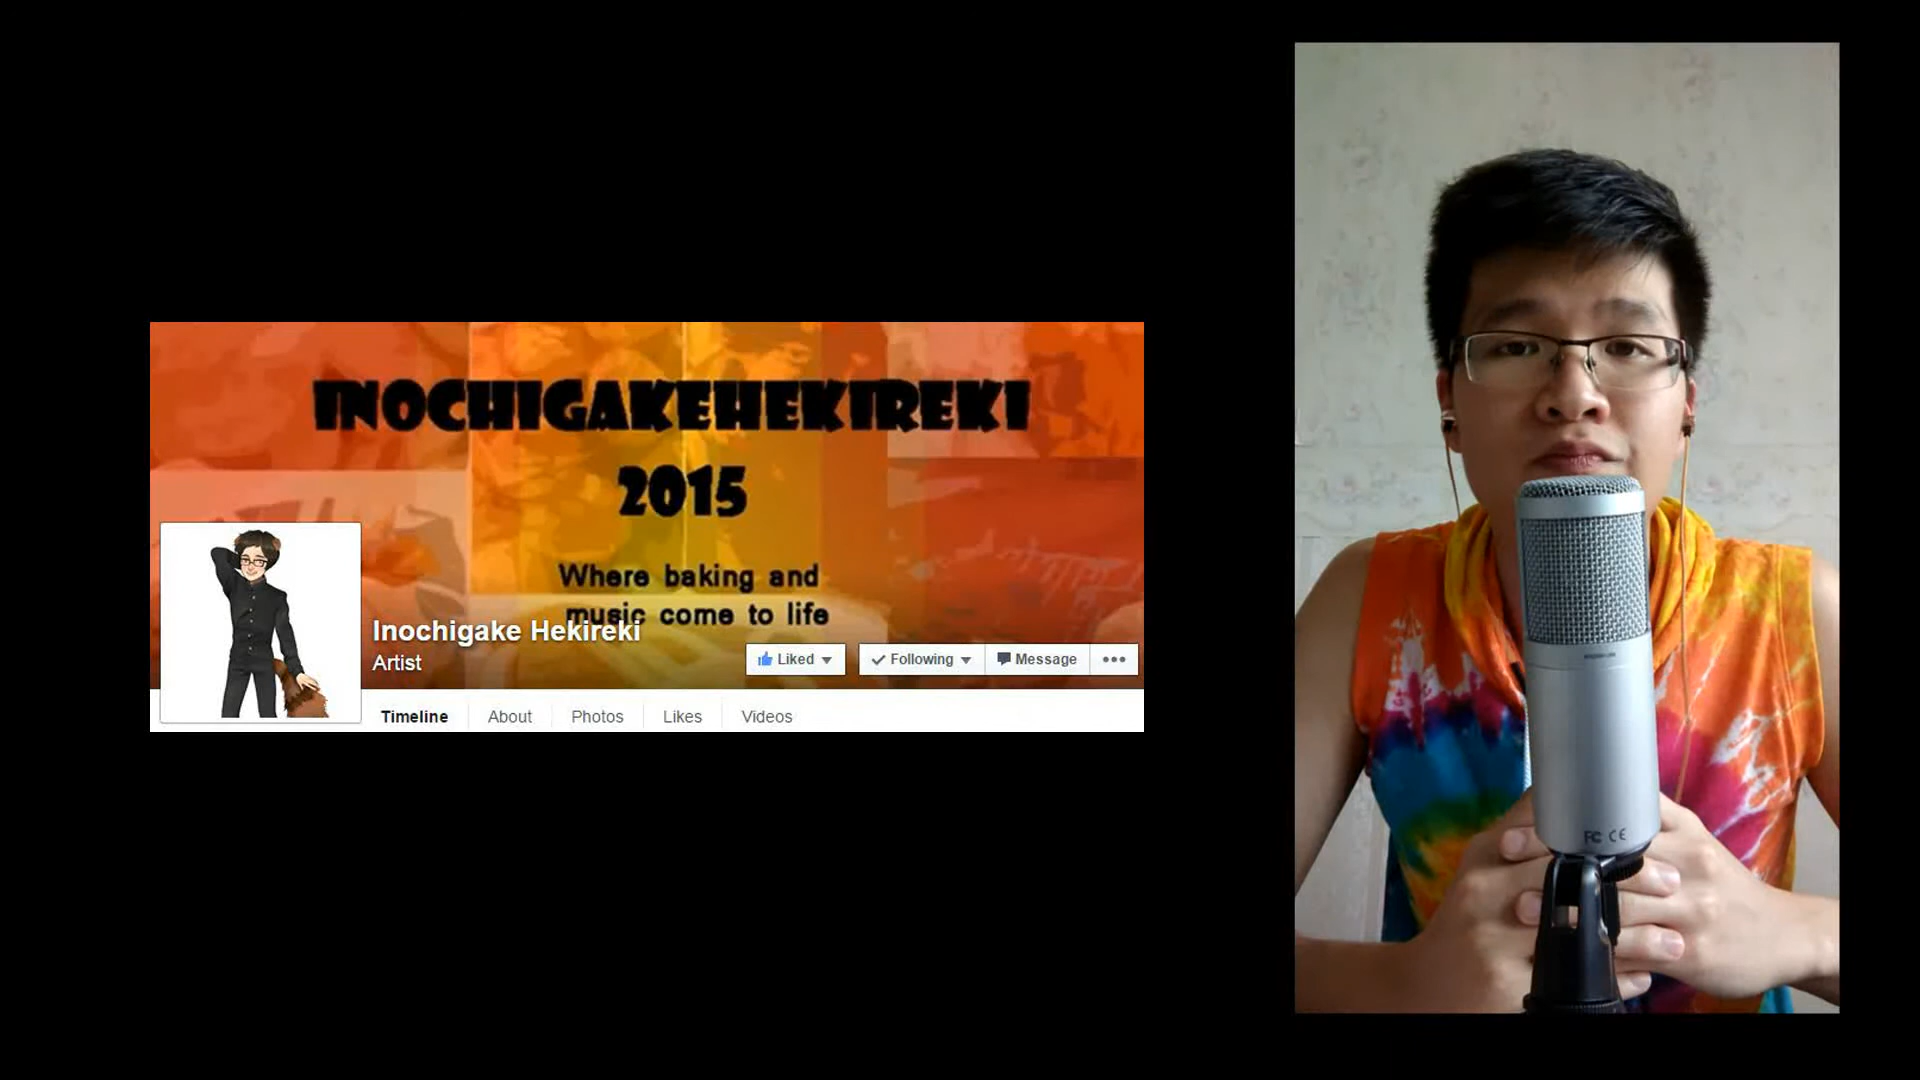 INOCHIGAKEHEKIREKI
2015
Where baking and
music come to life
Inochigake Hekireki
Artist
Liked
Following
Message
Timeline
About
Photos
Likes
Videos
FC CE